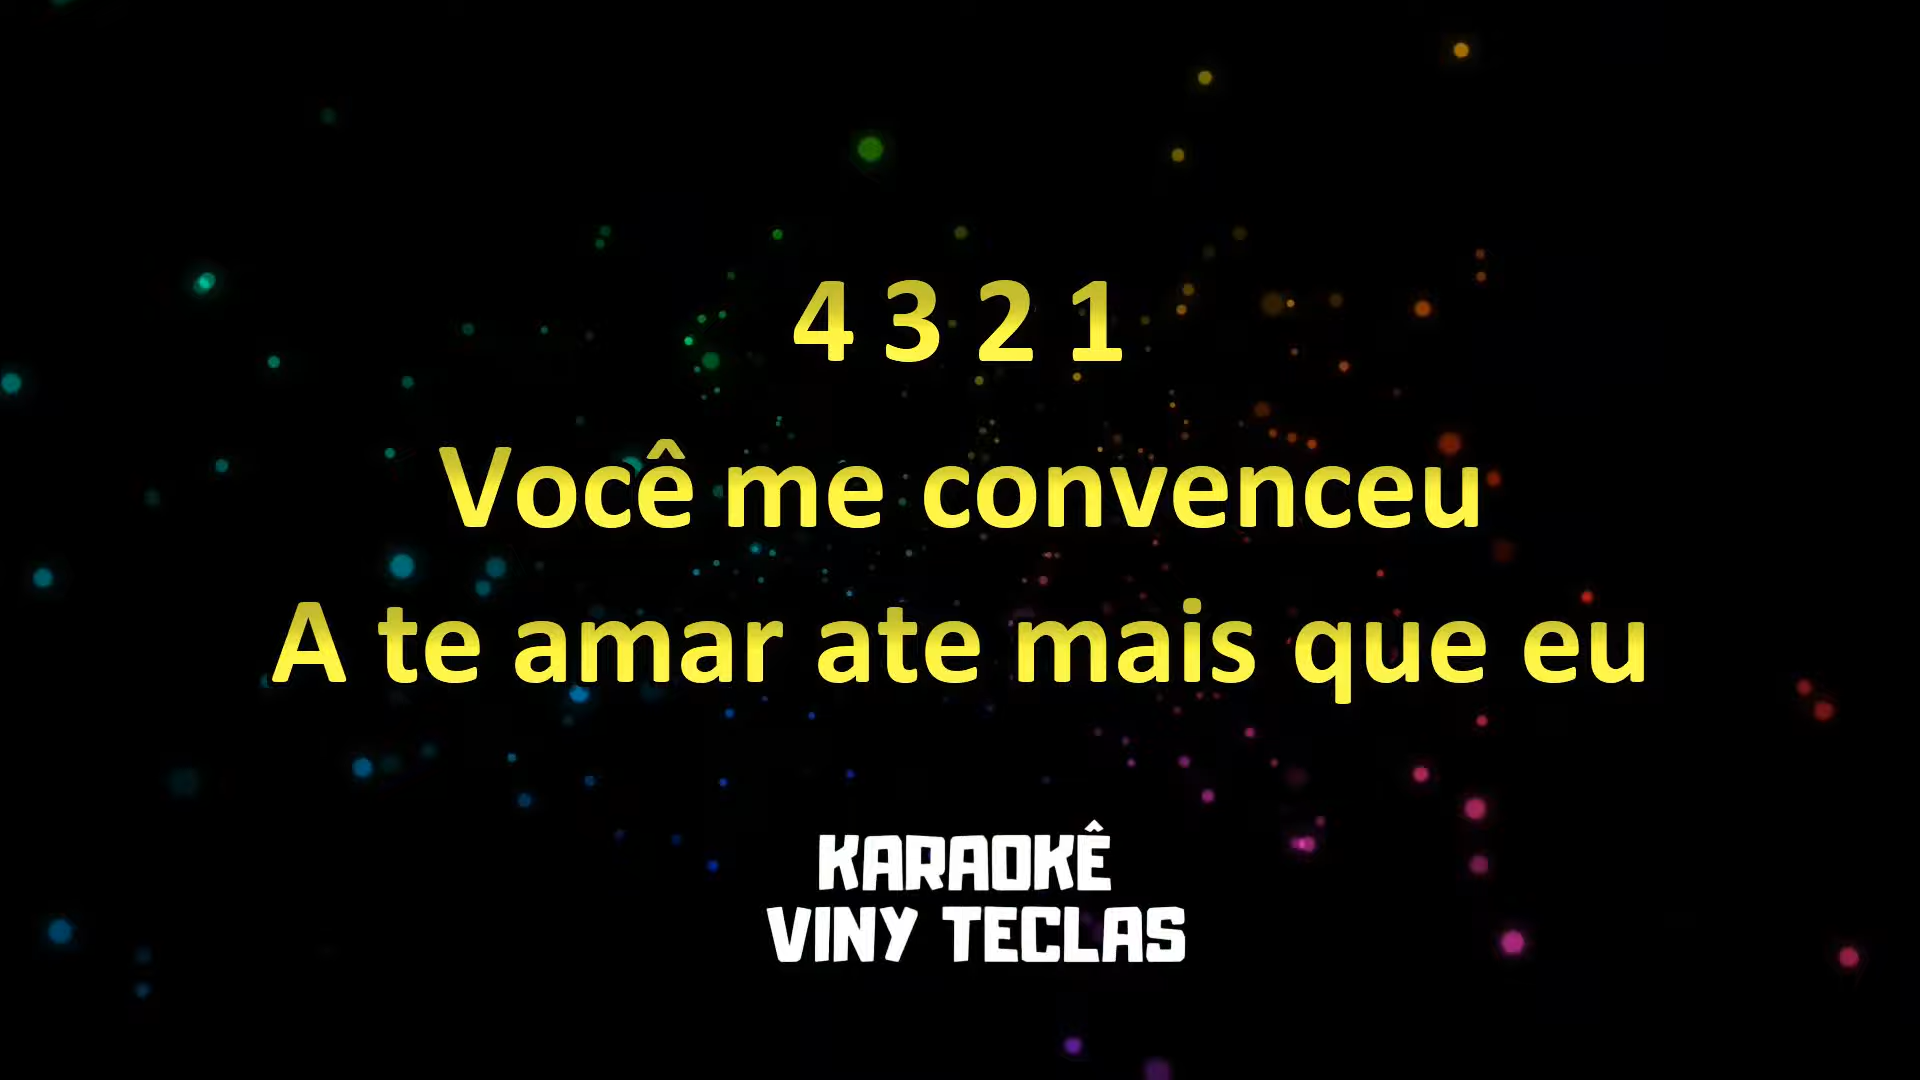 4 3 2 1
Você me convenceu
A te amar ate mais que eu
KARAOKÊ
VINY TECLAS